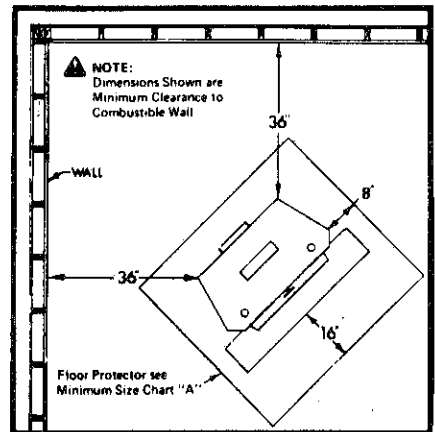 NOTE:
Dimensions Shown are
Minimum Clearance to
Combustible Wall
36"
WALL
8"
36"
16"
Floor Protector see
Minimum Size Chart "A"